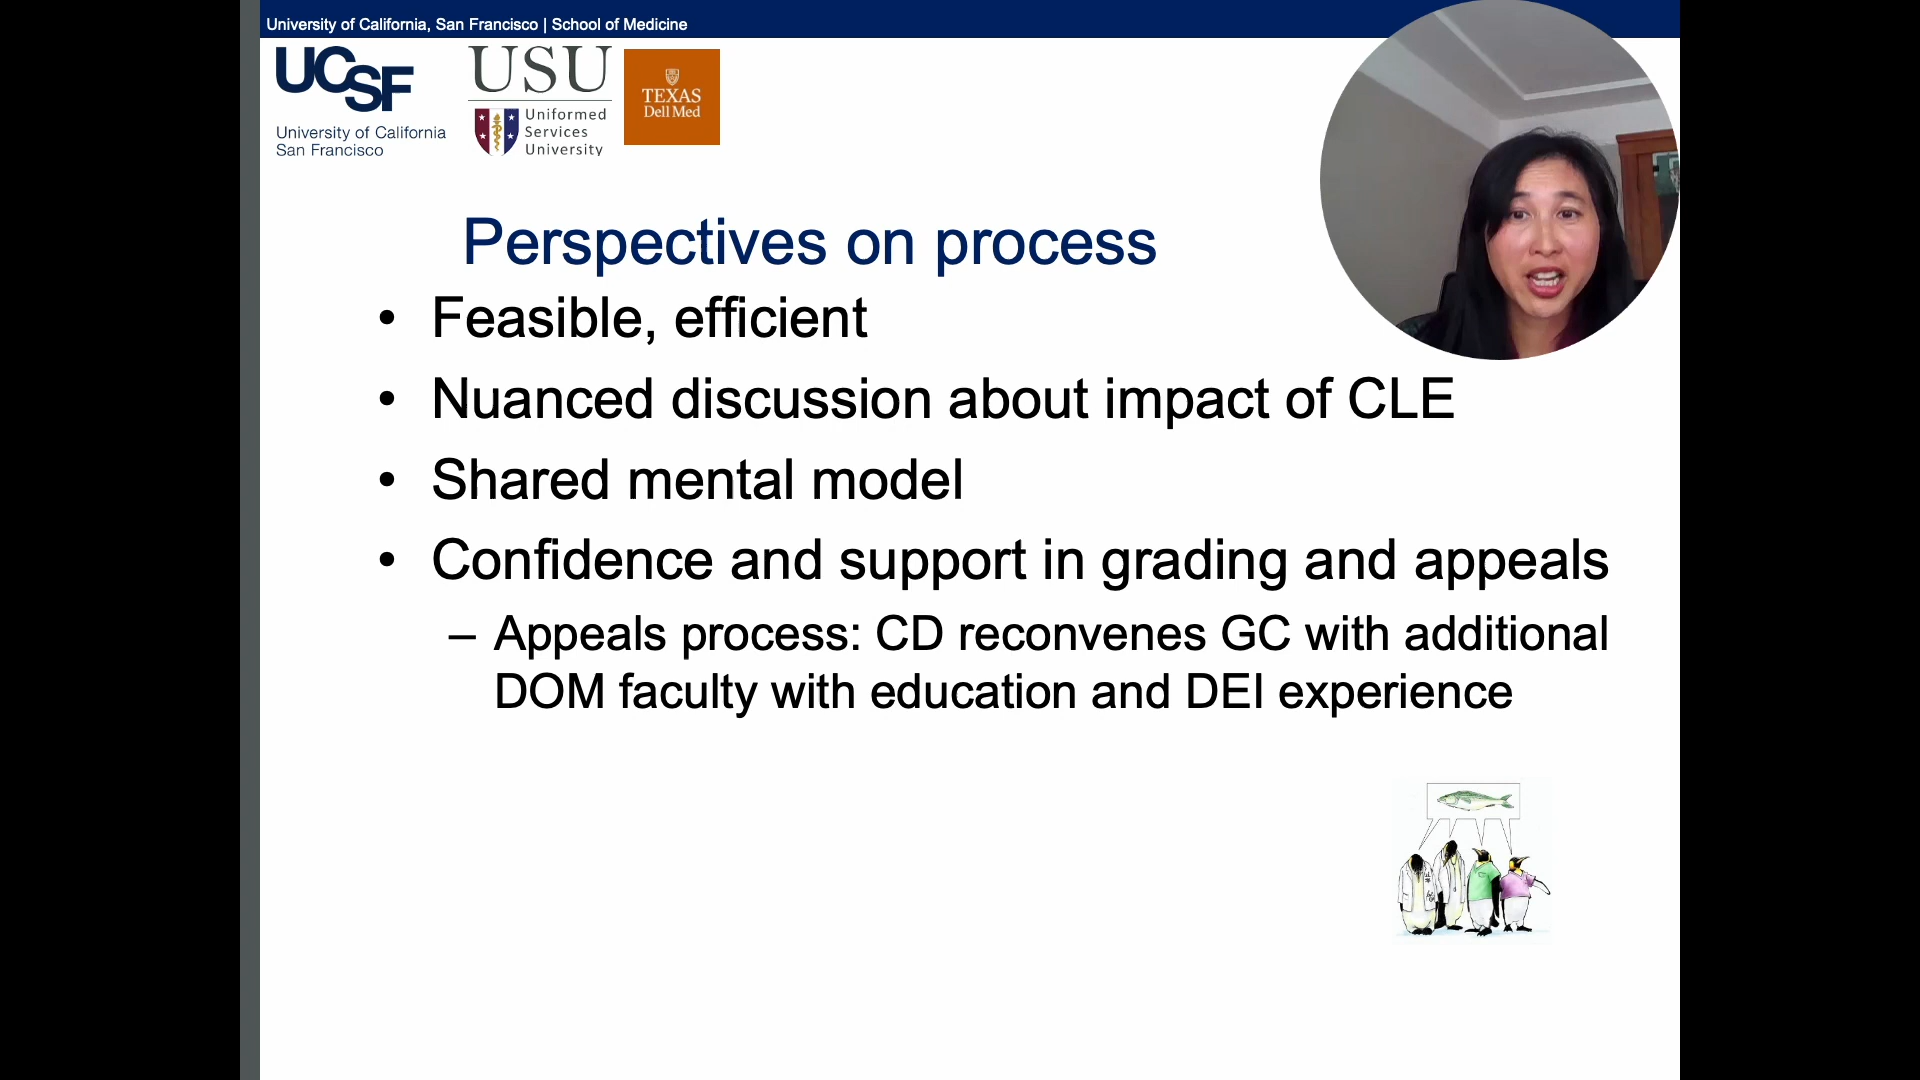 University of California, San Francisco | School of Medicine
UCSF
University of California
San Francisco
USU
Uniformed
Services
University
TEXAS
Dell Med
Perspectives on process
• Feasible, efficient
• Nuanced discussion about impact of CLE
• Shared mental model
• Confidence and support in grading and appeals
– Appeals process: CD reconvenes GC with additional
DOM faculty with education and DEI experience